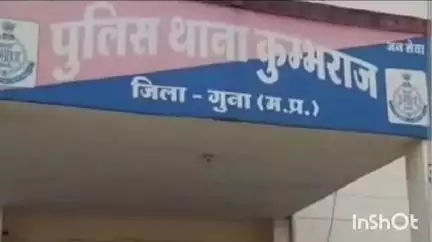 जन सेवा
पुलिस थाना कुम्भराज
जिला - गुना (म.प्र.)
InShOt